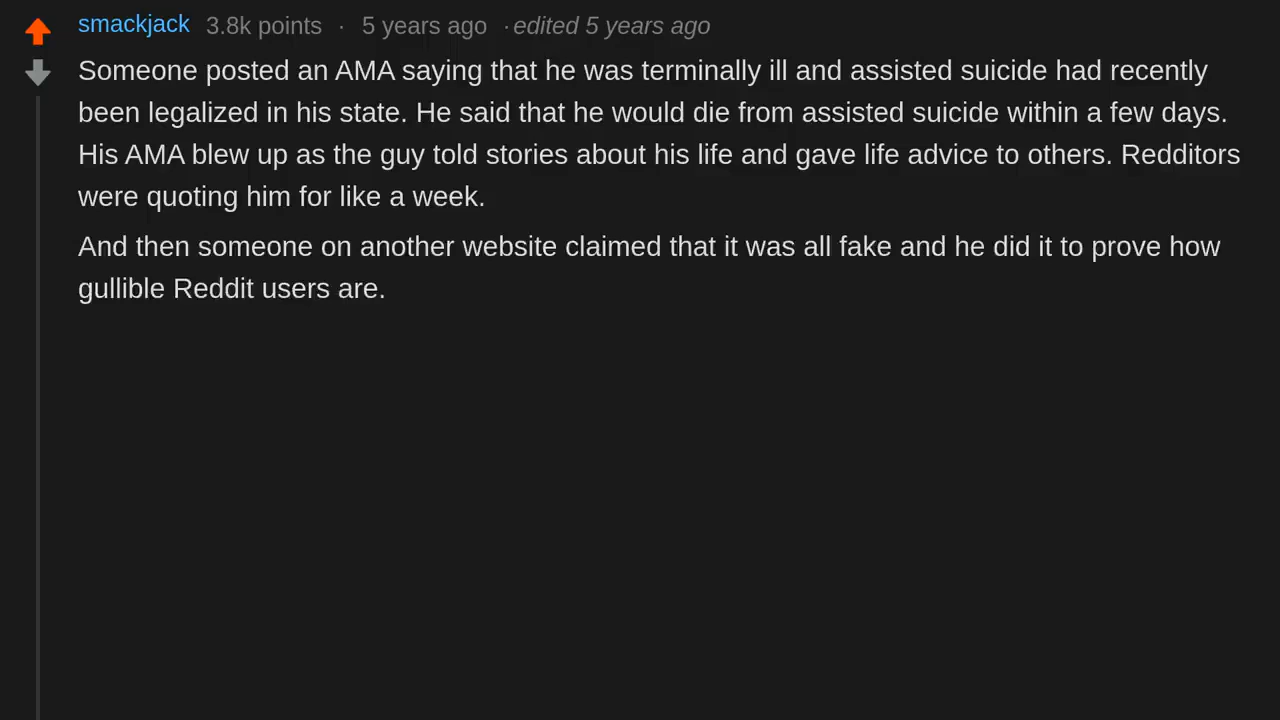 smackjack 3.8k points · 5 years ago · edited 5 years ago
Someone posted an AMA saying that he was terminally ill and assisted suicide had recently
been legalized in his state. He said that he would die from assisted suicide within a few days.
His AMA blew up as the guy told stories about his life and gave life advice to others. Redditors
were quoting him for like a week.
And then someone on another website claimed that it was all fake and he did it to prove how
gullible Reddit users are.